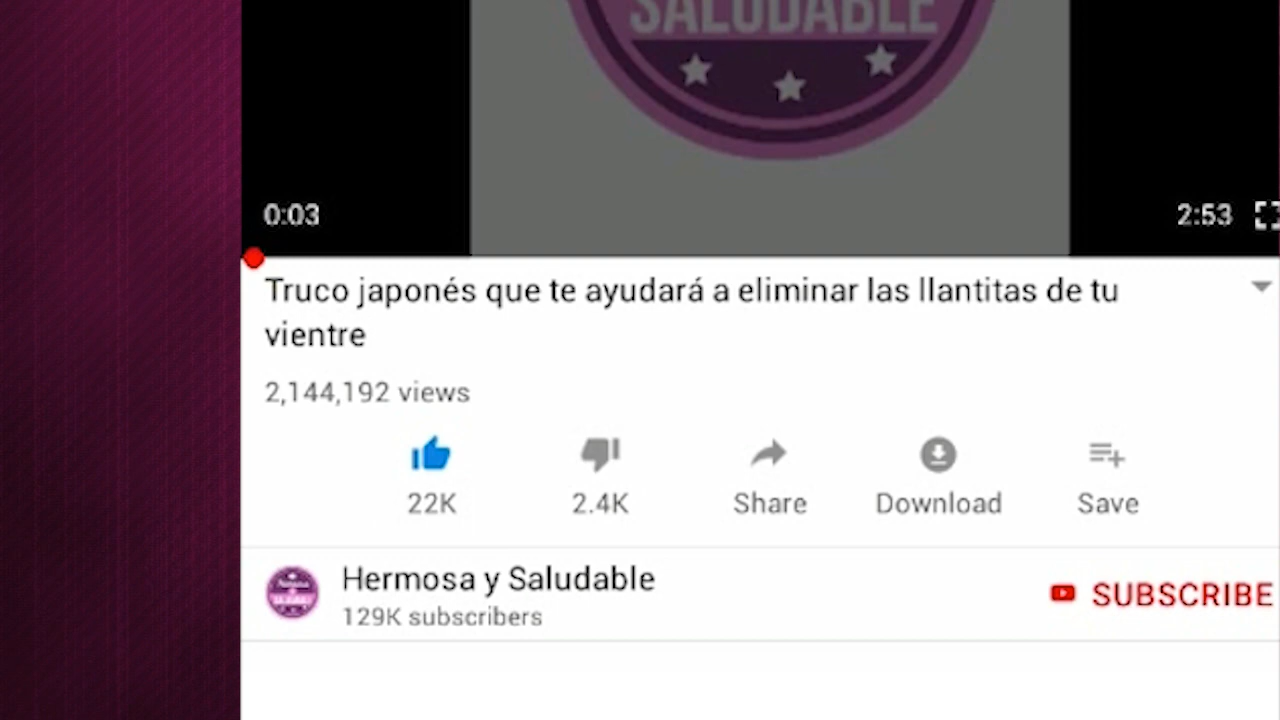 SALUDABLE
0:03
2:53
Truco japonés que te ayudará a eliminar las llantitas de tu
vientre
2,144,192 views
22K
2.4K
Share
Download
Save
Hermosa y Saludable
129K subscribers
SUBSCRIBE